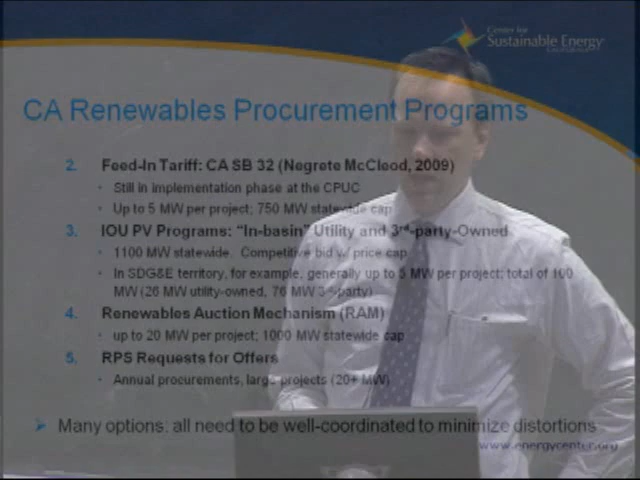 Center for
Sustainable Energy
CA Renewables Procurement Programs
2. Feed-In Tariff: CA SB 32 (Negrete McCleod, 2009)
• Still in implementation phase at the CPUC
• Up to 5 MW per project; 750 MW statewide cap
3. IOU PV Programs: "In-basin" Utility and 3rd-party-Owned
• 1100 MW statewide. Competitive bid w/ price cap
• In SDG&E territory, for example, generally up to 5 MW per project; total of 100
MW (26 MW utility-owned, 76 MW 3rd-party)
4. Renewables Auction Mechanism (RAM)
• up to 20 MW per project; 1000 MW statewide cap
5. RPS Requests for Offers
• Annual procurements, large projects (20+ MW)
➢ Many options: all need to be well-coordinated to minimize distortions
www.energycenter.org